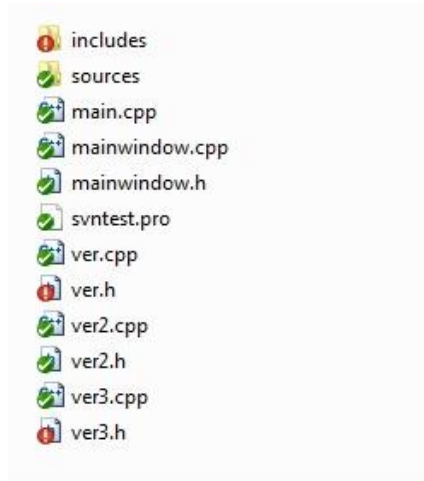 includes
sources
main.cpp
mainwindow.cpp
mainwindow.h
svntest.pro
ver.cpp
ver.h
ver2.cpp
ver2.h
ver3.cpp
ver3.h